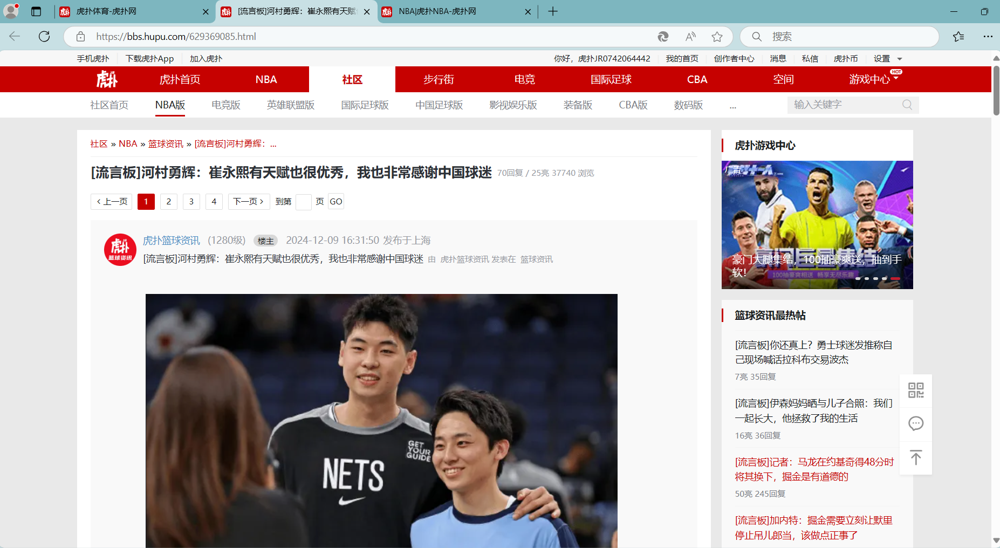 虎扑体育-虎扑网
[流言板]河村勇辉：崔永熙有天赋
NBA|虎扑NBA-虎扑网
https://bbs.hupu.com/629369085.html
搜索
手机虎扑 下载虎扑App 加入虎扑
你好，虎扑JR0742064442 我的首页 创作者中心 消息 私信 虎扑币 设置
虎扑 虎扑首页 NBA 社区 步行街 电竞 国际足球 CBA 空间 游戏中心 HOT
社区首页 NBA版 电竞版 英雄联盟版 国际足球版 中国足球版 影视娱乐版 装备版 CBA版 数码版 ... 输入关键字
社区 » NBA » 篮球资讯 » [流言板]河村勇辉：...
[流言板]河村勇辉：崔永熙有天赋也很优秀，我也非常感谢中国球迷 70回复 / 25亮 37740 浏览
‹ 上一页 1 2 3 4 下一页 › 到第 页 GO
虎扑篮球资讯 (1280级) 楼主 2024-12-09 16:31:50 发布于上海
[流言板]河村勇辉：崔永熙有天赋也很优秀，我也非常感谢中国球迷 由 虎扑篮球资讯 发表在 篮球资讯
虎扑
篮球资讯
GET
YOUR
GUIDE
NETS
虎扑游戏中心
广告
豪门巨星集结
豪门大腿集结，100抽豪爽送，抽到手
软！
100抽豪爽相送 畅享无尽乐趣
篮球资讯最热帖
[流言板]你还真上？勇士球迷发推称自
己现场喊话拉科布交易波杰
7亮 35回复
[流言板]伊森妈妈晒与儿子合照：我们
一起长大，他拯救了我的生活
16亮 36回复
[流言板]记者：马龙在约基奇得48分时
将其换下，掘金是有道德的
50亮 245回复
[流言板]加内特：掘金需要立刻让默里
停止吊儿郎当，该做点正事了